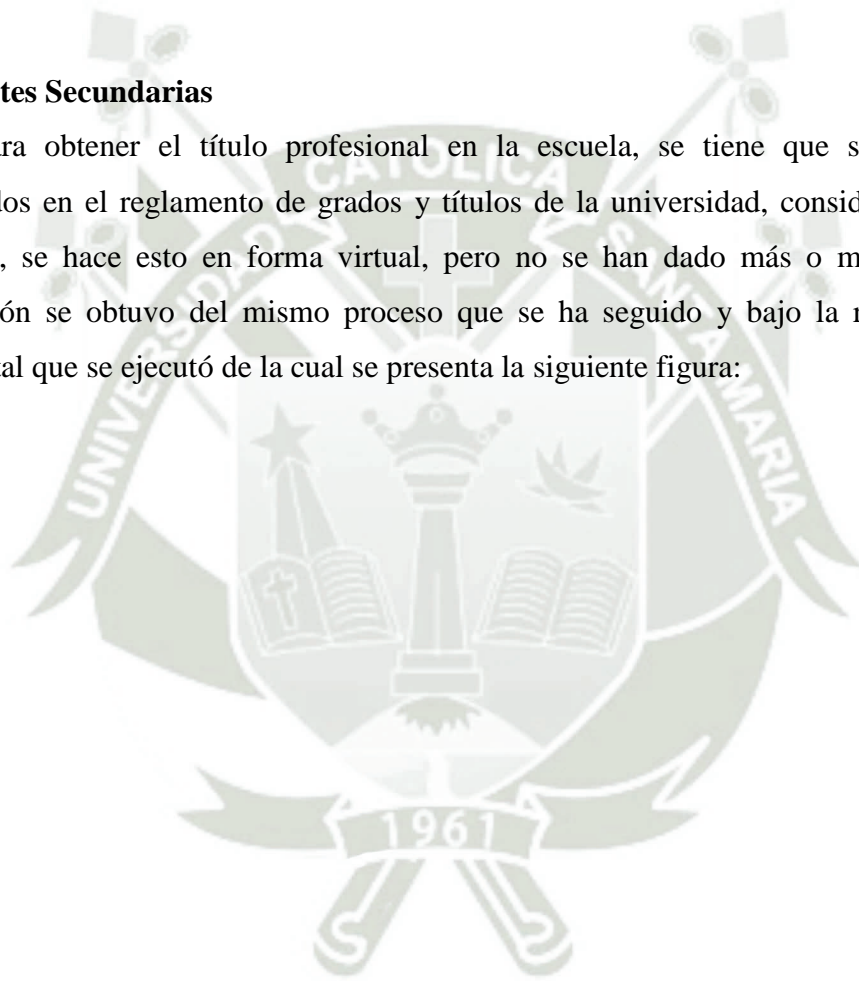 tes Secundarias
ra obtener el título profesional en la escuela, se tiene que s
los en el reglamento de grados y títulos de la universidad, consid
, se hace esto en forma virtual, pero no se han dado más o m
ón se obtuvo del mismo proceso que se ha seguido y bajo la
tal que se ejecutó de la cual se presenta la siguiente figura:
UNIVERSIDAD CATOLICA SANTA MARIA
1961